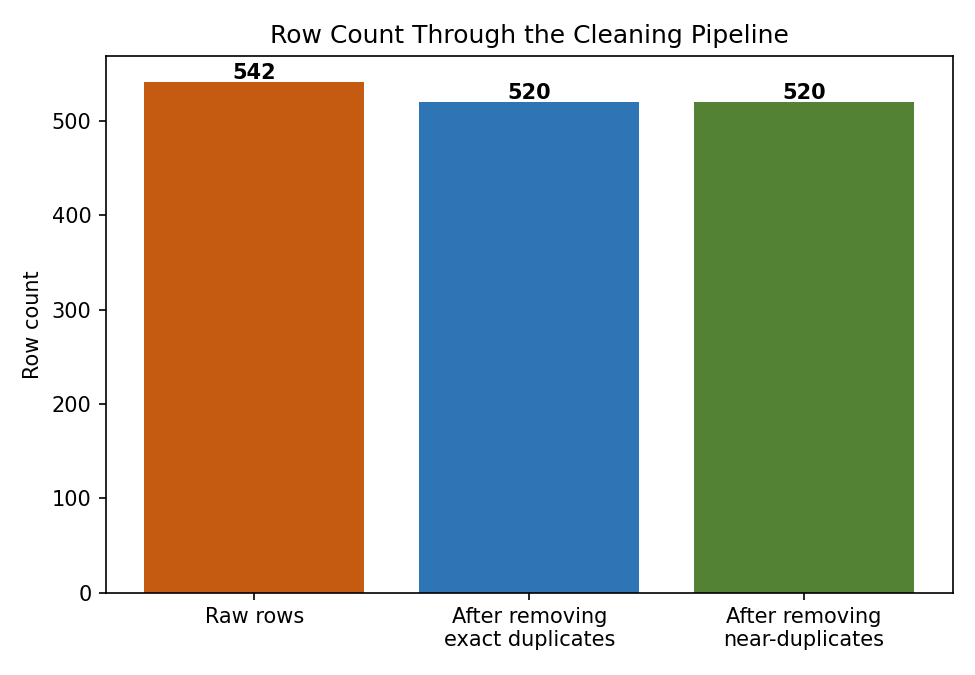 Row Count Through the Cleaning Pipeline
542
520
520
500
400
300
200
100
0
Row count
Raw rows
After removing
exact duplicates
After removing
near-duplicates